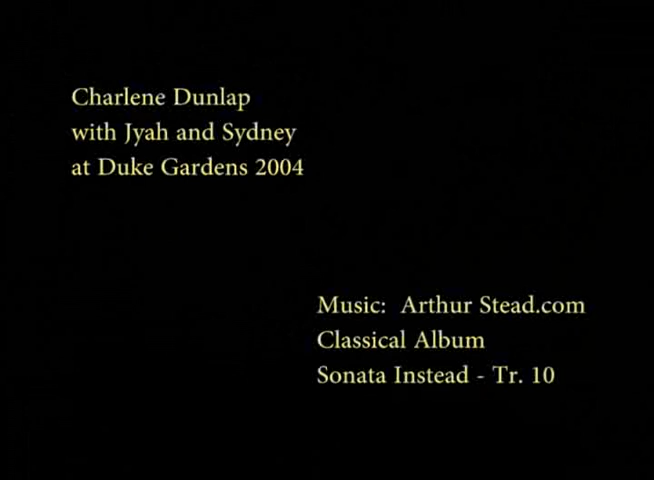 Charlene Dunlap
with Jyah and Sydney
at Duke Gardens 2004
Music: Arthur Stead.com
Classical Album
Sonata Instead - Tr. 10